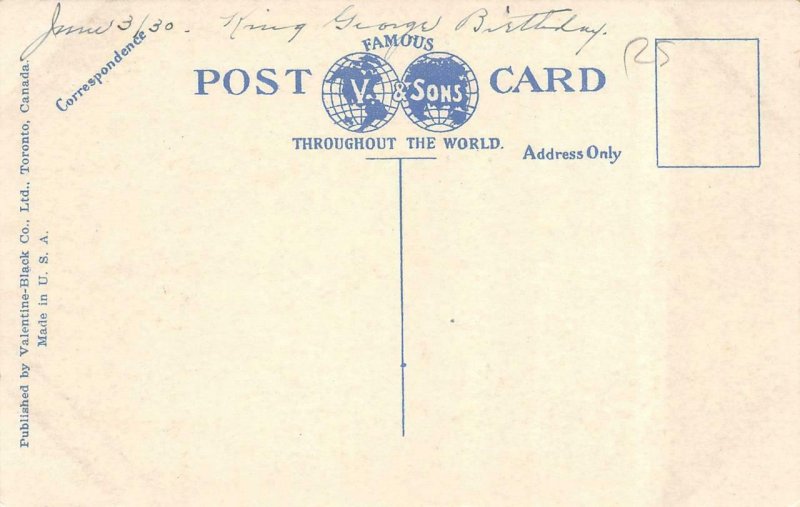 June 3/30. King George Birthday.
Correspondence
FAMOUS
POST V. & SONS CARD
THROUGHOUT THE WORLD.
Address Only
Published by Valentine-Black Co., Ltd., Toronto, Canada.
Made in U. S. A.